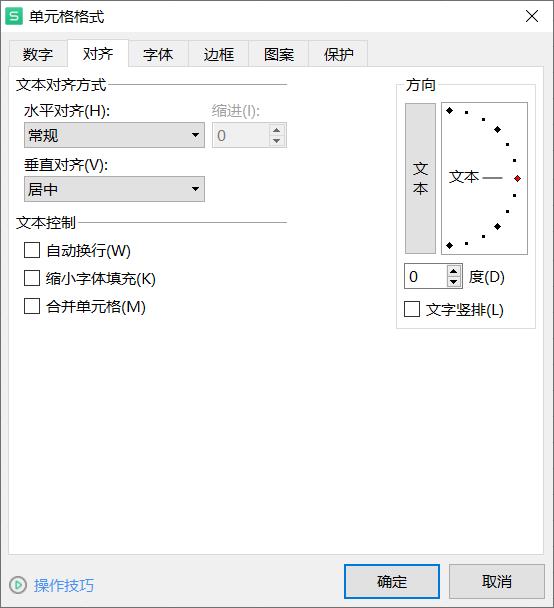 S 单元格格式
数字 对齐 字体 边框 图案 保护
文本对齐方式
水平对齐(H): 缩进(I):
常规 0
垂直对齐(V):
居中
文本控制
自动换行(W)
缩小字体填充(K)
合并单元格(M)
方向
文
本
文本
0 度(D)
文字竖排(L)
操作技巧
确定 取消